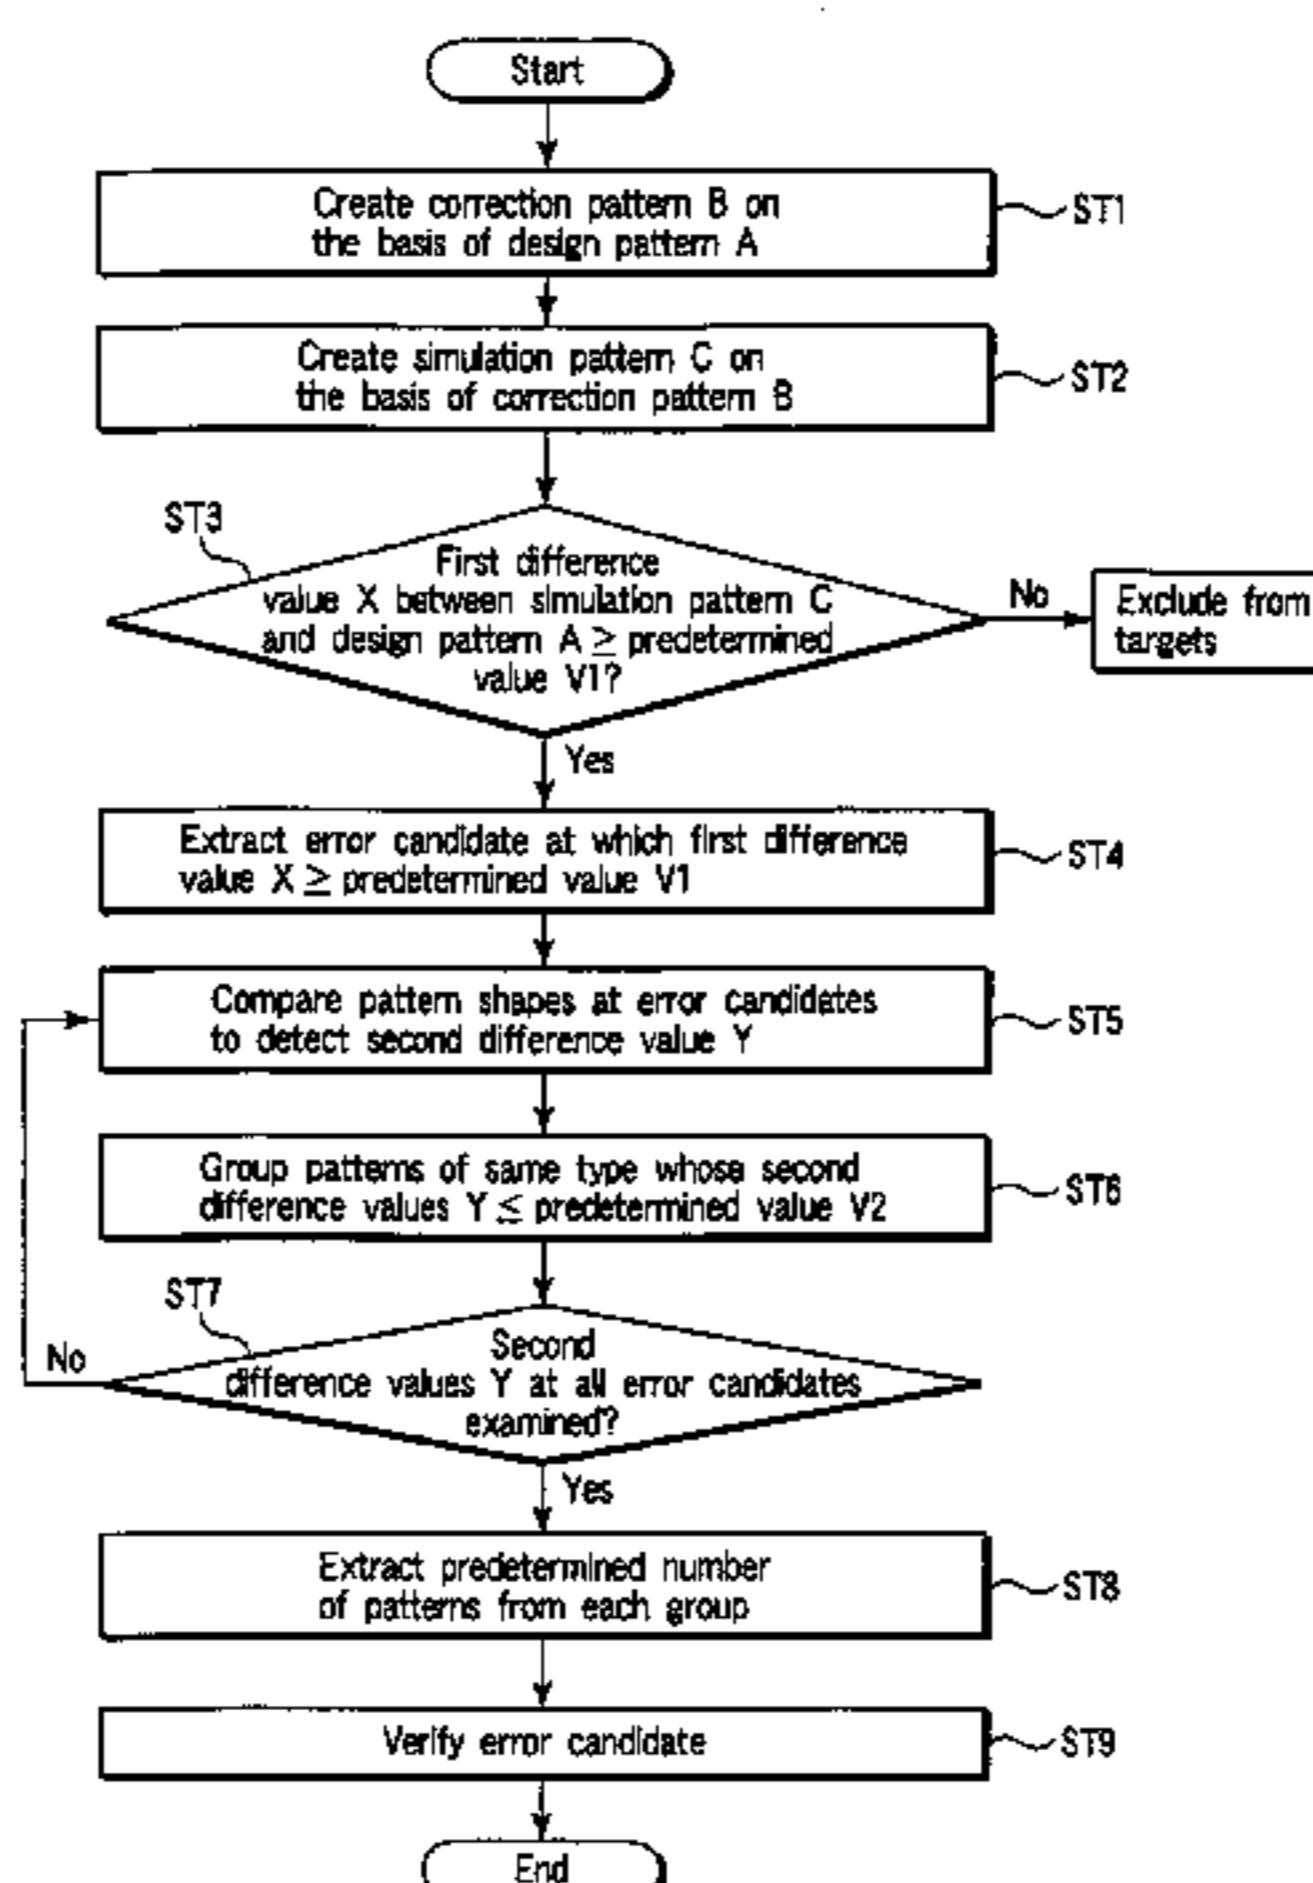 Start
Create correction pattern B on
the basis of design pattern A
ST1
Create simulation pattern C on
the basis of correction pattern B
ST2
ST3
First difference
value X between simulation pattern C
and design pattern A ≥ predetermined
value V1?
No
Exclude from
targets
Yes
Extract error candidate at which first difference
value X ≥ predetermined value V1
ST4
Compare pattern shapes at error candidates
to detect second difference value Y
ST5
Group patterns of same type whose second
difference values Y ≤ predetermined value V2
ST6
ST7
Second
difference values Y at all error candidates
examined?
No
Yes
Extract predetermined number
of patterns from each group
ST8
Verify error candidate
ST9
End